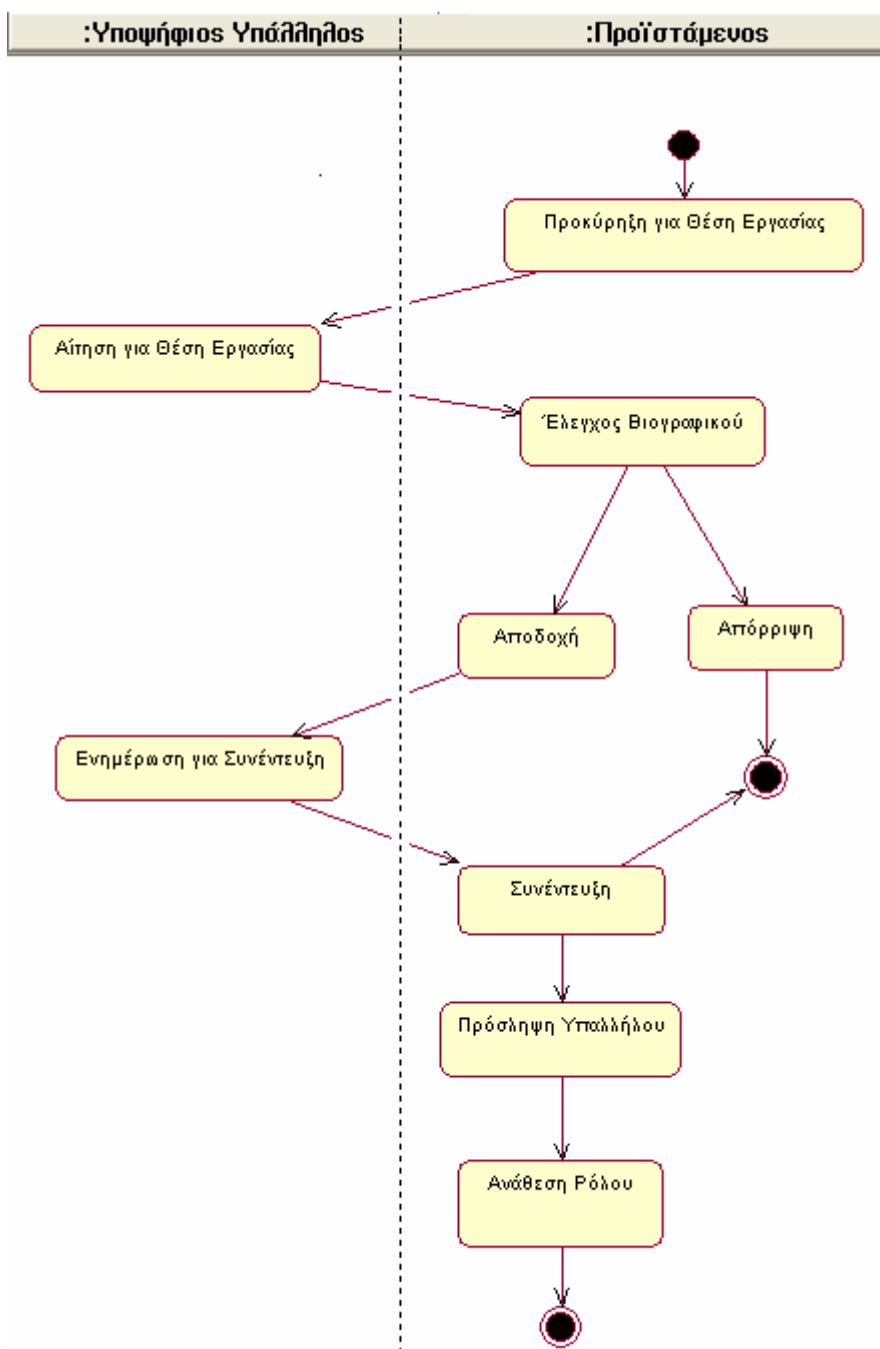 :Υποψήφιος Υπάλληλος
:Προϊστάμενος
Προκύρηξη για Θέση Εργασίας
Αίτηση για Θέση Εργασίας
Έλεγχος Βιογραφικού
Αποδοχή
Απόρριψη
Ενημέρωση για Συνέντευξη
Συνέντευξη
Πρόσληψη Υπαλλήλου
Ανάθεση Ρόλου